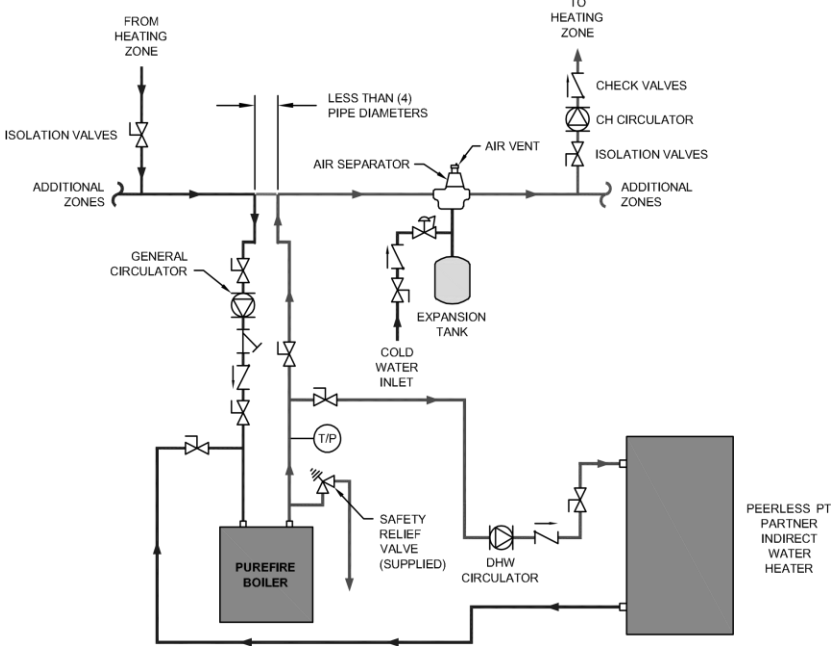 FROM
HEATING
ZONE
TO
HEATING
ZONE
LESS THAN (4)
PIPE DIAMETERS
CHECK VALVES
CH CIRCULATOR
ISOLATION VALVES
AIR VENT
AIR SEPARATOR
ISOLATION VALVES
ADDITIONAL
ZONES
ADDITIONAL
ZONES
GENERAL
CIRCULATOR
EXPANSION
TANK
COLD
WATER
INLET
T/P
SAFETY
RELIEF
VALVE
(SUPPLIED)
DHW
CIRCULATOR
PUREFIRE
BOILER
PEERLESS PT
PARTNER
INDIRECT
WATER
HEATER